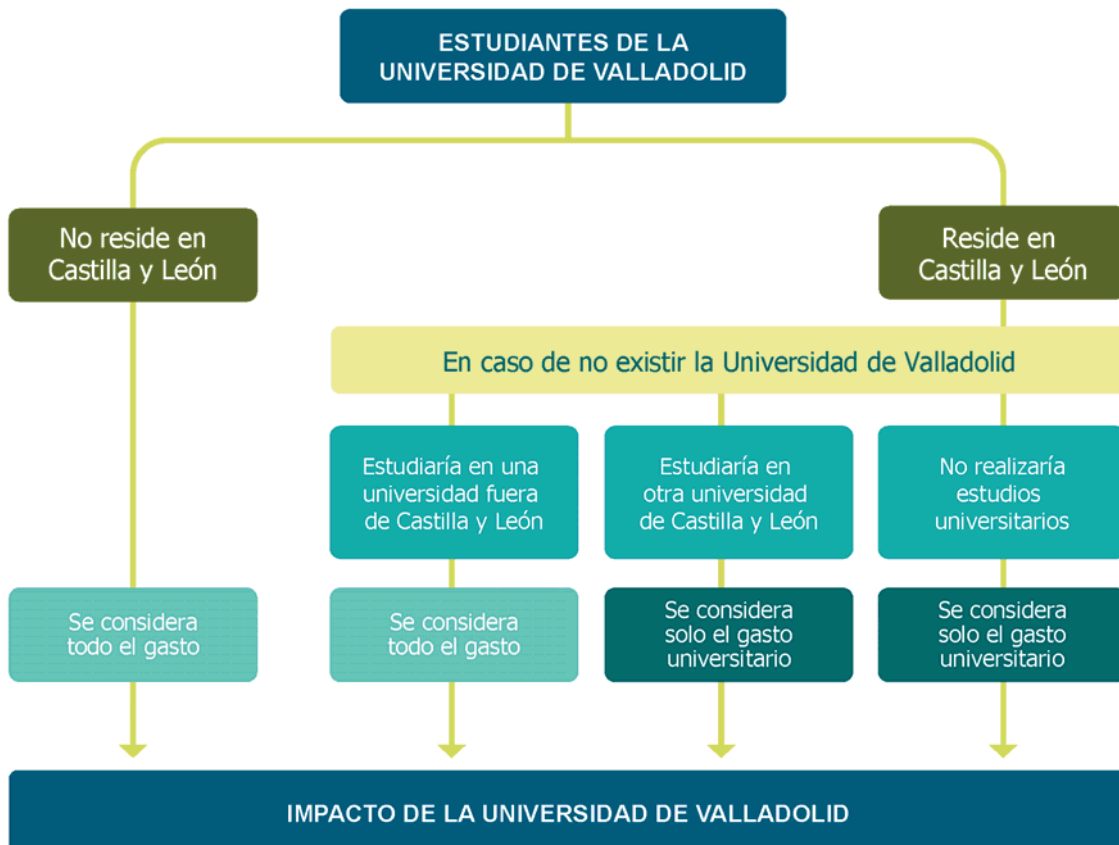 ESTUDIANTES DE LA
UNIVERSIDAD DE VALLADOLID
No reside en
Castilla y León
Reside en
Castilla y León
En caso de no existir la Universidad de Valladolid
Estudiaría en una
universidad fuera
de Castilla y León
Estudiaría en
otra universidad
de Castilla y León
No realizaría
estudios
universitarios
Se considera
todo el gasto
Se considera
todo el gasto
Se considera
solo el gasto
universitario
Se considera
solo el gasto
universitario
IMPACTO DE LA UNIVERSIDAD DE VALLADOLID